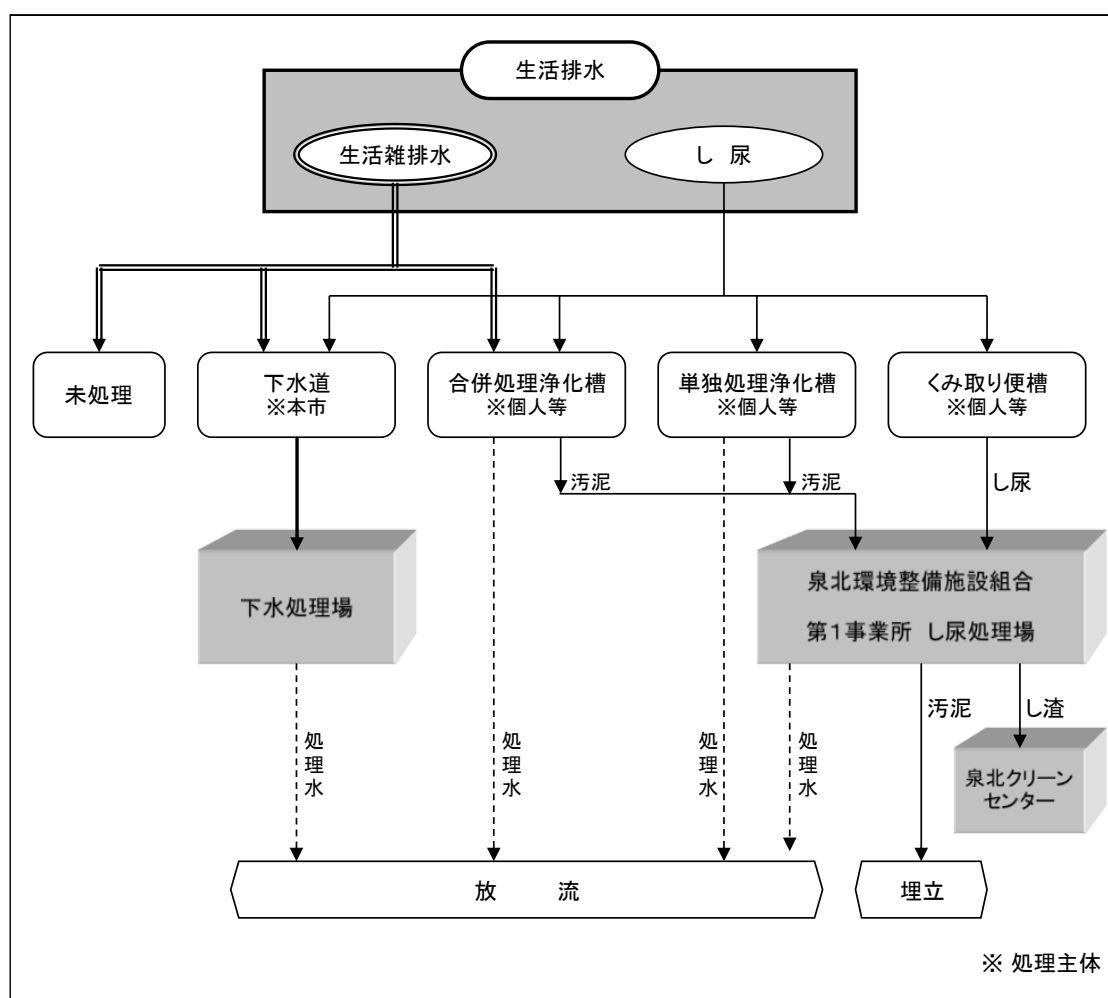 生活排水
生活雑排水
し 尿
未処理
下水道
※本市
合併処理浄化槽
※個人等
単独処理浄化槽
※個人等
くみ取り便槽
※個人等
汚泥
汚泥
し尿
下水処理場
泉北環境整備施設組合
第1事業所 し尿処理場
処理水
処理水
処理水
処理水
汚泥
し渣
泉北クリーン
センター
放 流
埋立
※ 処理主体